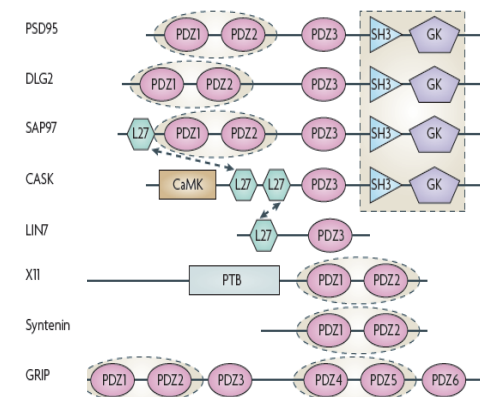 PSD95 PDZ1 PDZ2 PDZ3 SH3 GK
DLG2 PDZ1 PDZ2 PDZ3 SH3 GK
SAP97 L27 PDZ1 PDZ2 PDZ3 SH3 GK
CASK CaMK L27 L27 PDZ3 SH3 GK
LIN7 L27 PDZ3
X11 PTB PDZ1 PDZ2
Syntenin PDZ1 PDZ2
GRIP PDZ1 PDZ2 PDZ3 PDZ4 PDZ5 PDZ6